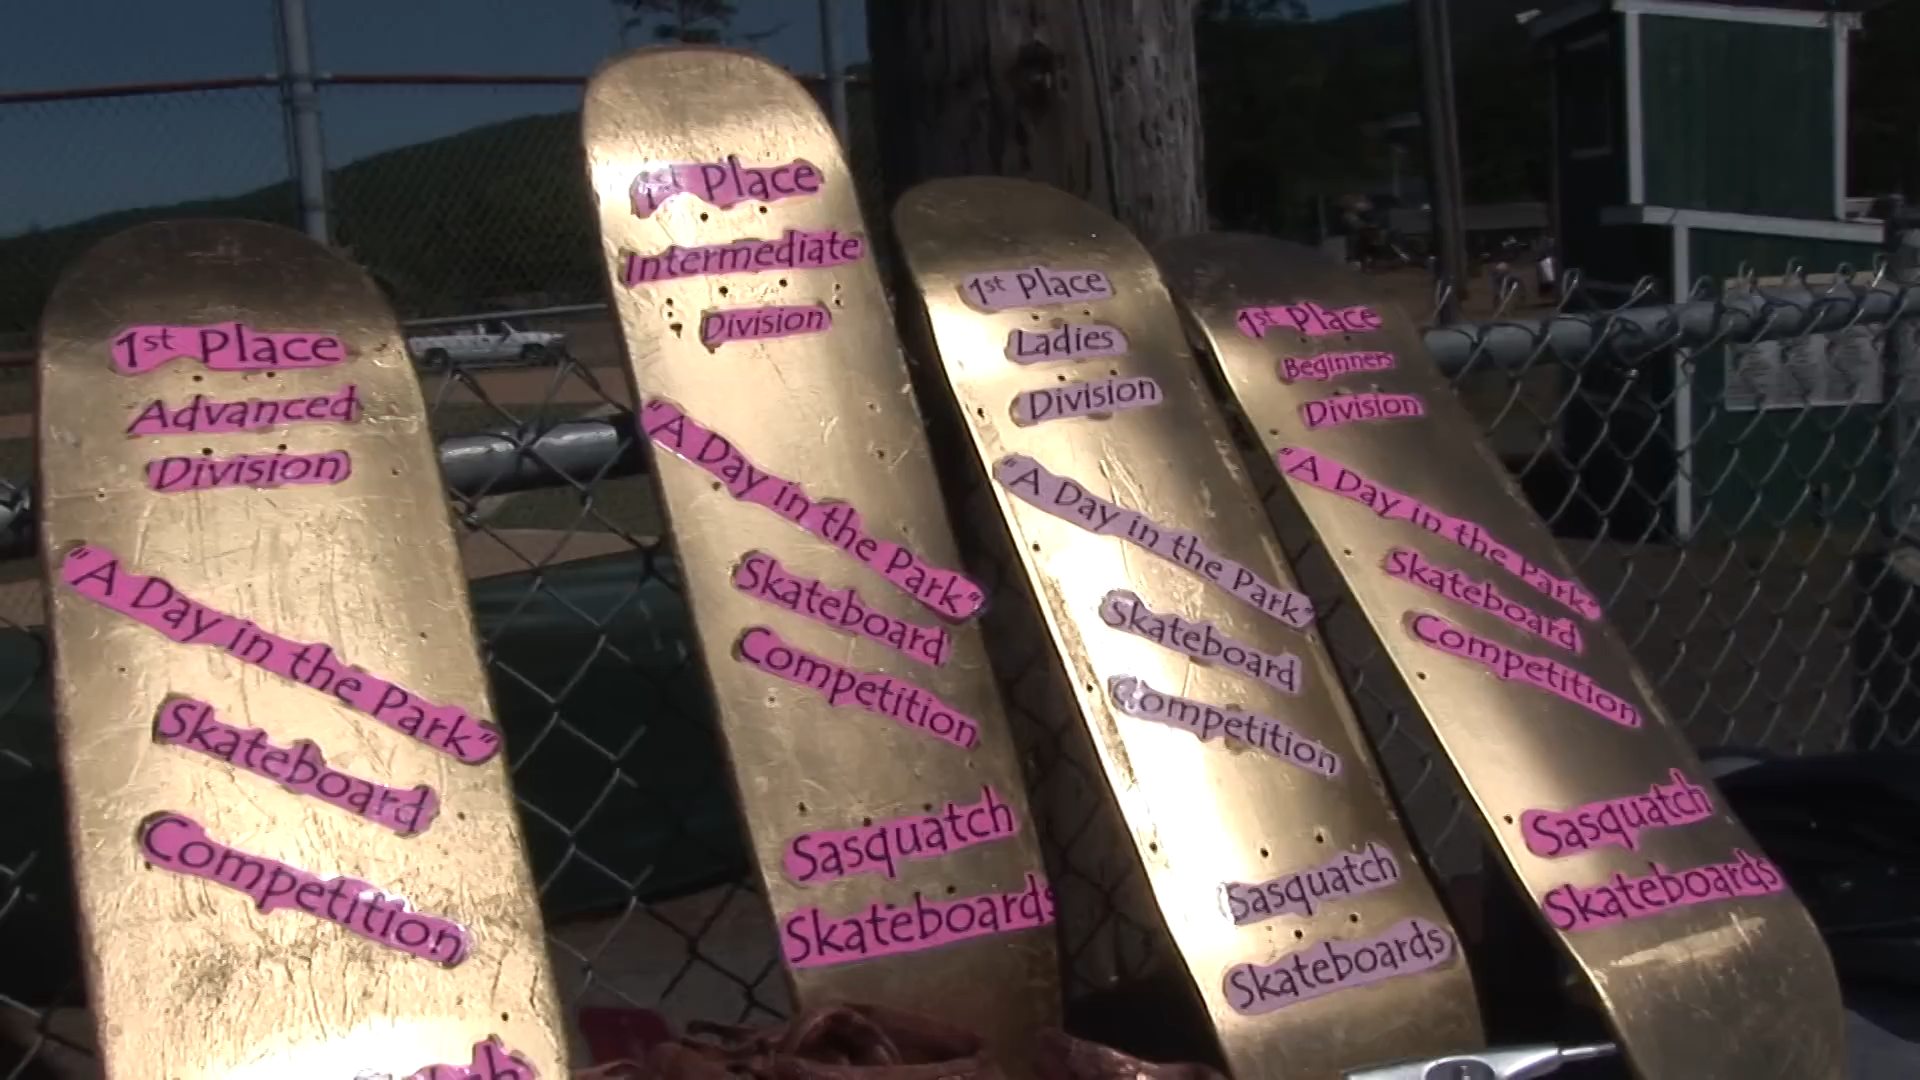 1st Place
Advanced
Division
"A Day in the Park"
Skateboard
Competition
1st Place
Intermediate
Division
"A Day in the Park"
Skateboard
Competition
Sasquatch
Skateboards
1st Place
Ladies
Division
"A Day in the Park"
Skateboard
Competition
Sasquatch
Skateboards
1st Place
Beginners
Division
"A Day in the Park"
Skateboard
Competition
Sasquatch
Skateboards